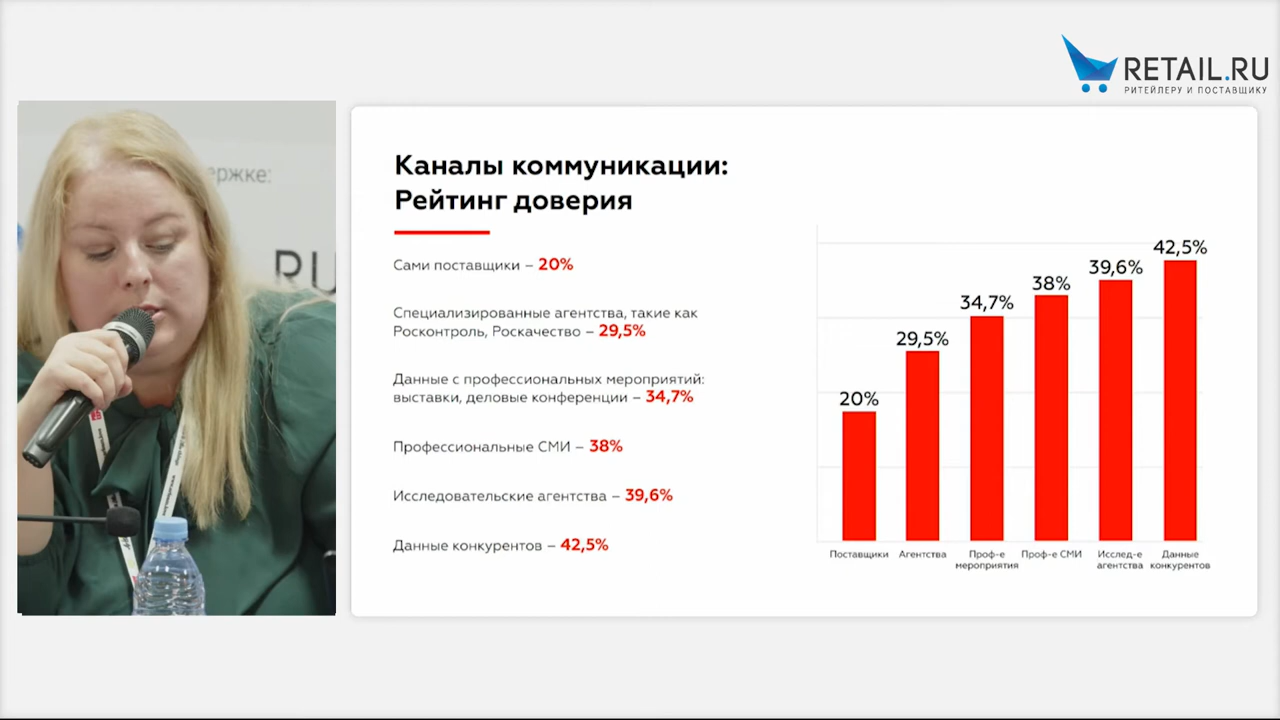 RETAIL.RU
РИТЕЙЛЕРУ И ПОСТАВЩИКУ
ржке:
RU
Каналы коммуникации:
Рейтинг доверия
Сами поставщики – 20%
Специализированные агентства, такие как
Росконтроль, Роскачество – 29,5%
Данные с профессиональных мероприятий:
выставки, деловые конференции – 34,7%
Профессиональные СМИ – 38%
Исследовательские агентства – 39,6%
Данные конкурентов – 42,5%
20%
29,5%
34,7%
38%
39,6%
42,5%
Поставщики
Агентства
Проф-е
мероприятия
Проф-е СМИ
Исслед-е
агентства
Данные
конкурентов